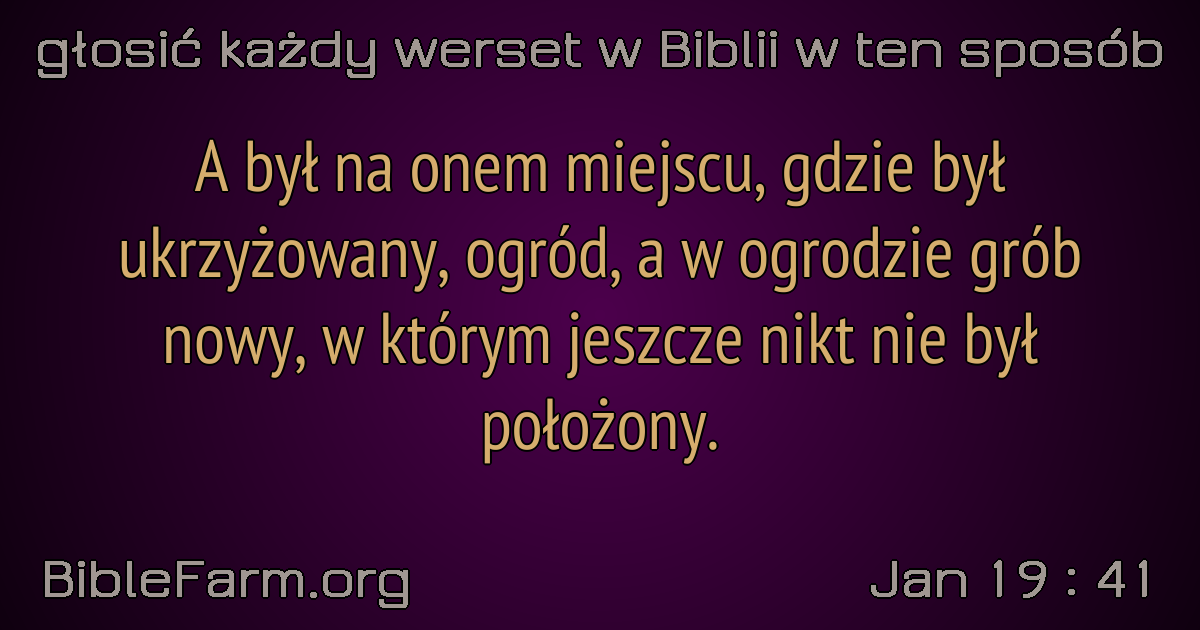 głosić każdy werset w Biblii w ten sposób
A był na onem miejscu, gdzie był
ukrzyżowany, ogród, a w ogrodzie grób
nowy, w którym jeszcze nikt nie był
położony.
BibleFarm.org
Jan 19 : 41